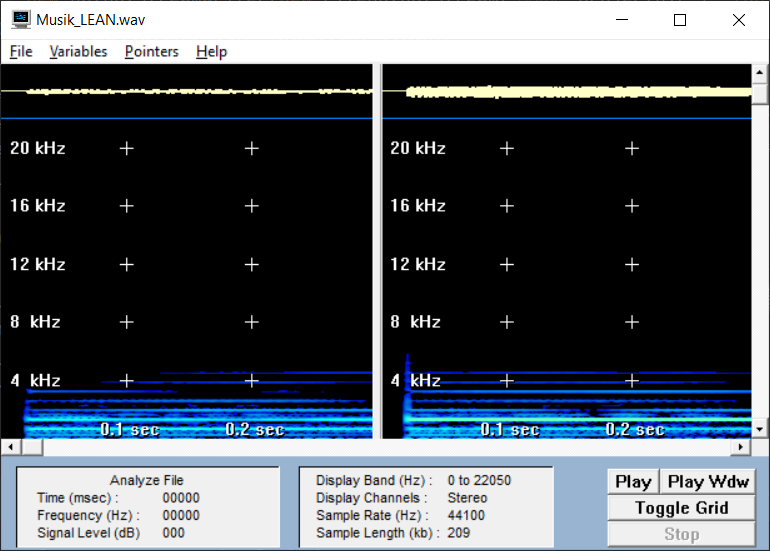 Musik_LEAN.wav
File Variables Pointers Help
20 kHz 20 kHz
16 kHz 16 kHz
12 kHz 12 kHz
8 kHz 8 kHz
4 kHz 4 kHz
0.1 sec 0.2 sec 0.1 sec 0.2 sec
Analyze File
Time (msec) : 00000
Frequency (Hz) : 00000
Signal Level (dB) 000
Display Band (Hz) : 0 to 22050
Display Channels : Stereo
Sample Rate (Hz) : 44100
Sample Length (kb) : 209
Play Play Wdw
Toggle Grid
Stop